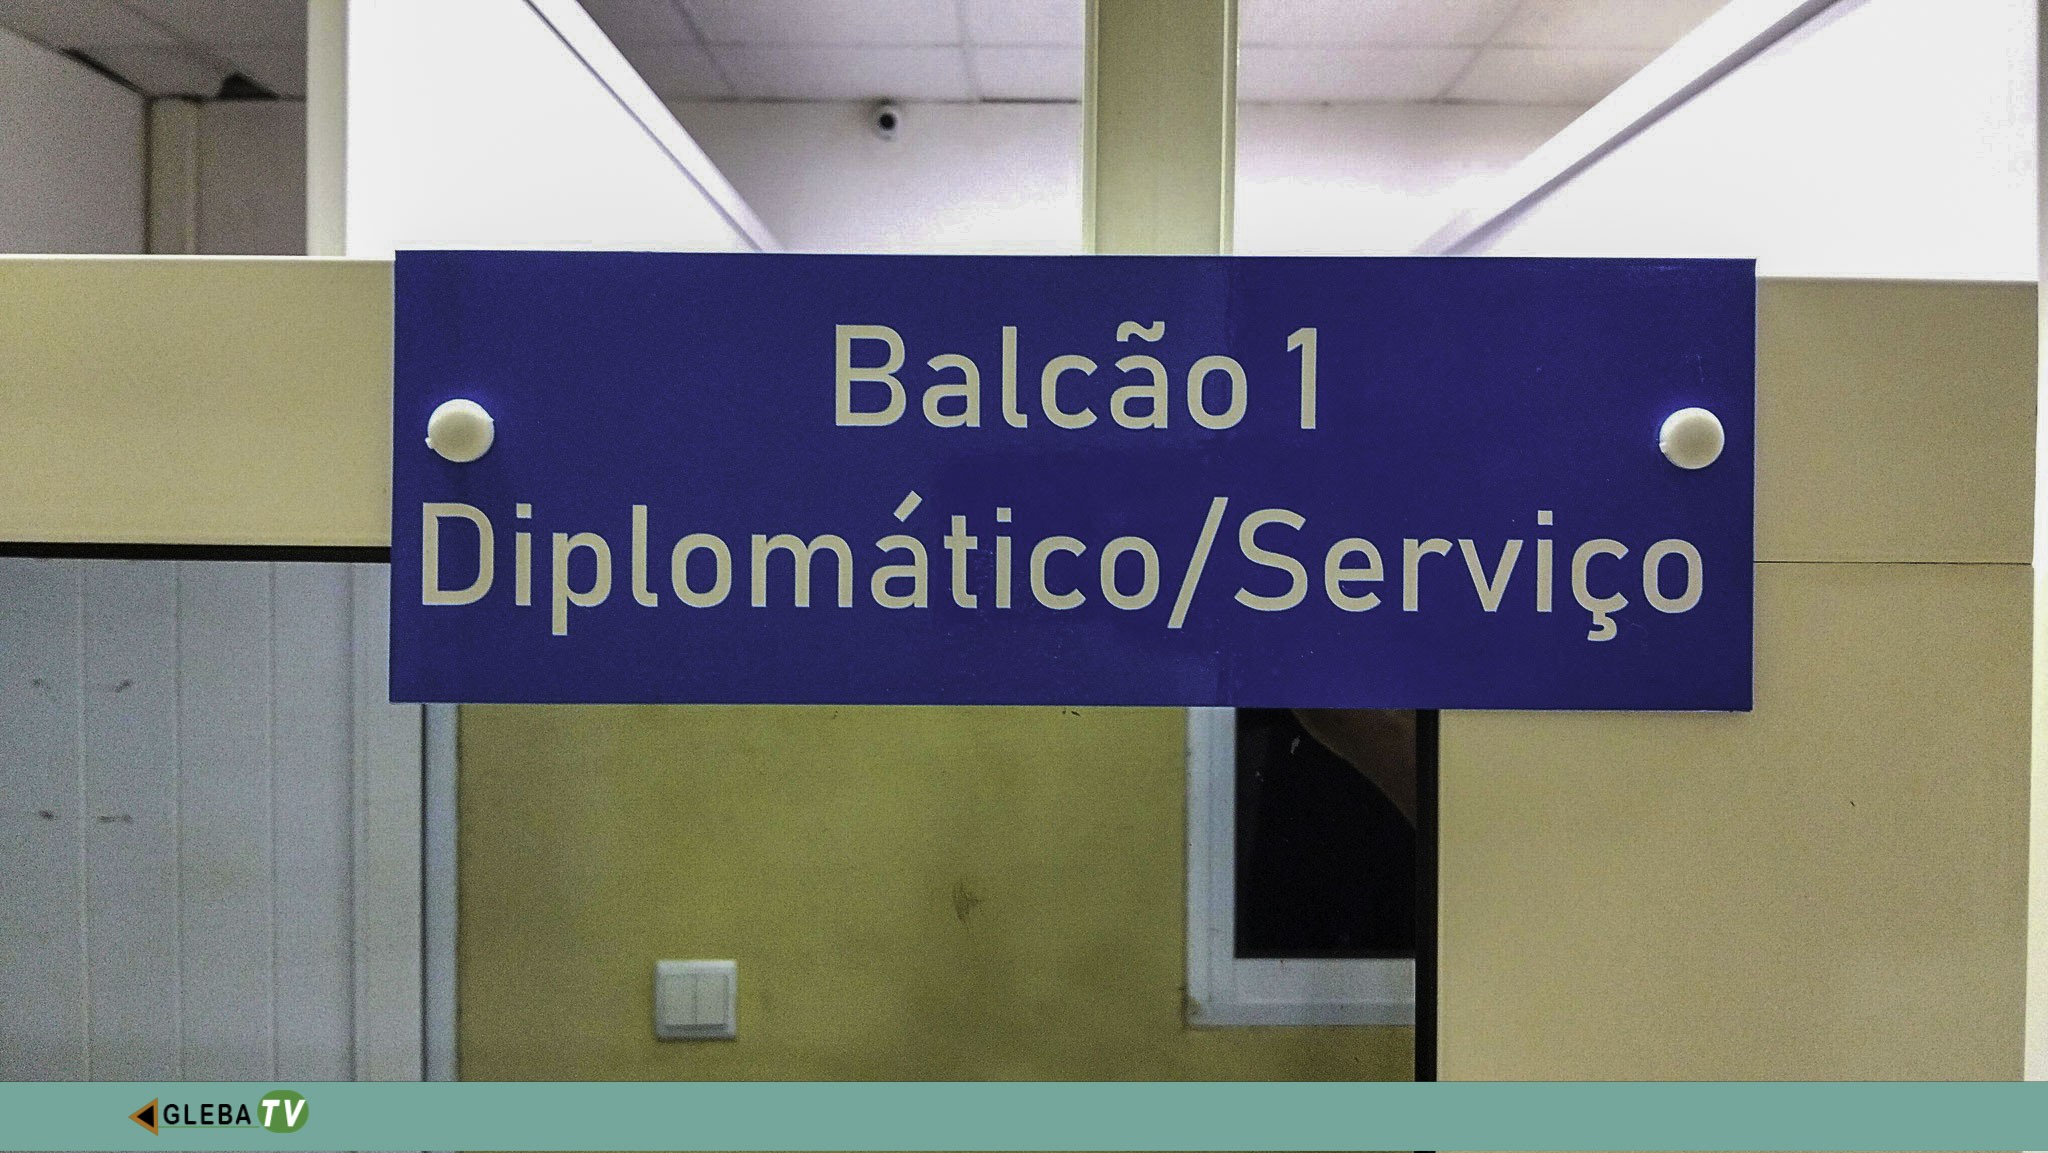 Balcão 1
Diplomático/Serviço
GLEBA TV